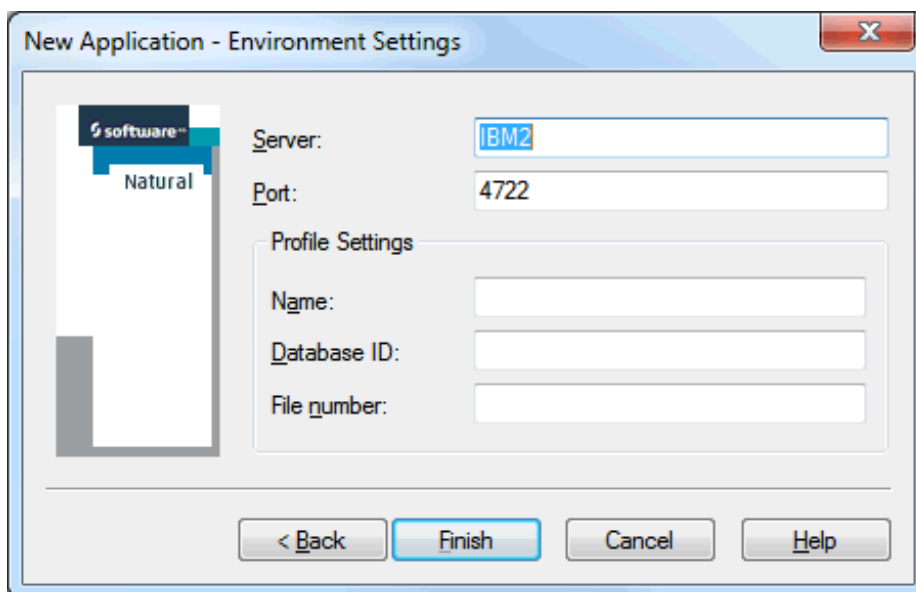 New Application - Environment Settings
software
Natural
Server: IBM2
Port: 4722
Profile Settings
Name:
Database ID:
File number:
< Back Finish Cancel Help